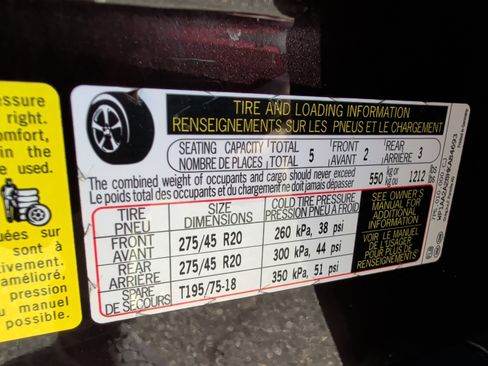 essure
right.
omfort,
in the
used.
uées sur
sont à
ivement.
amélioré,
pression
u manuel
possible.
TIRE AND LOADING INFORMATION
RENSEIGNEMENTS SUR LES PNEUS ET LE CHARGEMENT
SEATING CAPACITY TOTAL 5 FRONT 2 REAR 3
NOMBRE DE PLACES TOTAL AVANT ARRIÈRE
The combined weight of occupants and cargo should never exceed 550 kg or 1212
Le poids total des occupants et du chargement ne doit jamais dépasser kg ou
TIRE SIZE COLD TIRE PRESSURE
PNEU DIMENSIONS PRESSION PNEU A FROID
FRONT 275/45 R20 260 kPa, 38 psi
AVANT
REAR 275/45 R20 300 kPa, 44 psi
ARRIÈRE
SPARE T195/75-18 350 kPa, 51 psi
DE SECOURS
SEE OWNER'S
MANUAL FOR
ADDITIONAL
INFORMATION
VOIR LE MANUEL
DE L'USAGER
POUR PLUS DE
RENSEIGNEMENTS